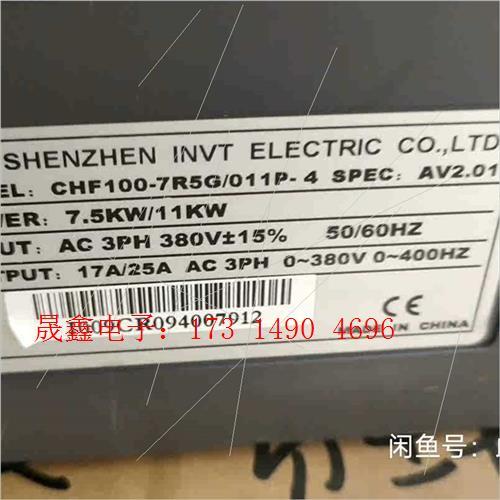 SHENZHEN INVT ELECTRIC CO.,LTD
EL: CHF100-7R5G/011P-4 SPEC: AV2.01
ER: 7.5KW/11KW
UT: AC 3PH 380V±15% 50/60HZ
TPUT: 17A/25A AC 3PH 0~380V 0~400HZ
CE
MADE IN CHINA
晟鑫电子: 173 1490 4696
闲鱼号: